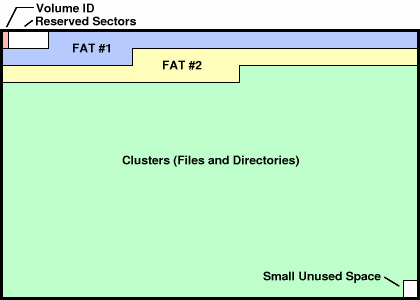 Volume ID
Reserved Sectors
FAT #1
FAT #2
Clusters (Files and Directories)
Small Unused Space